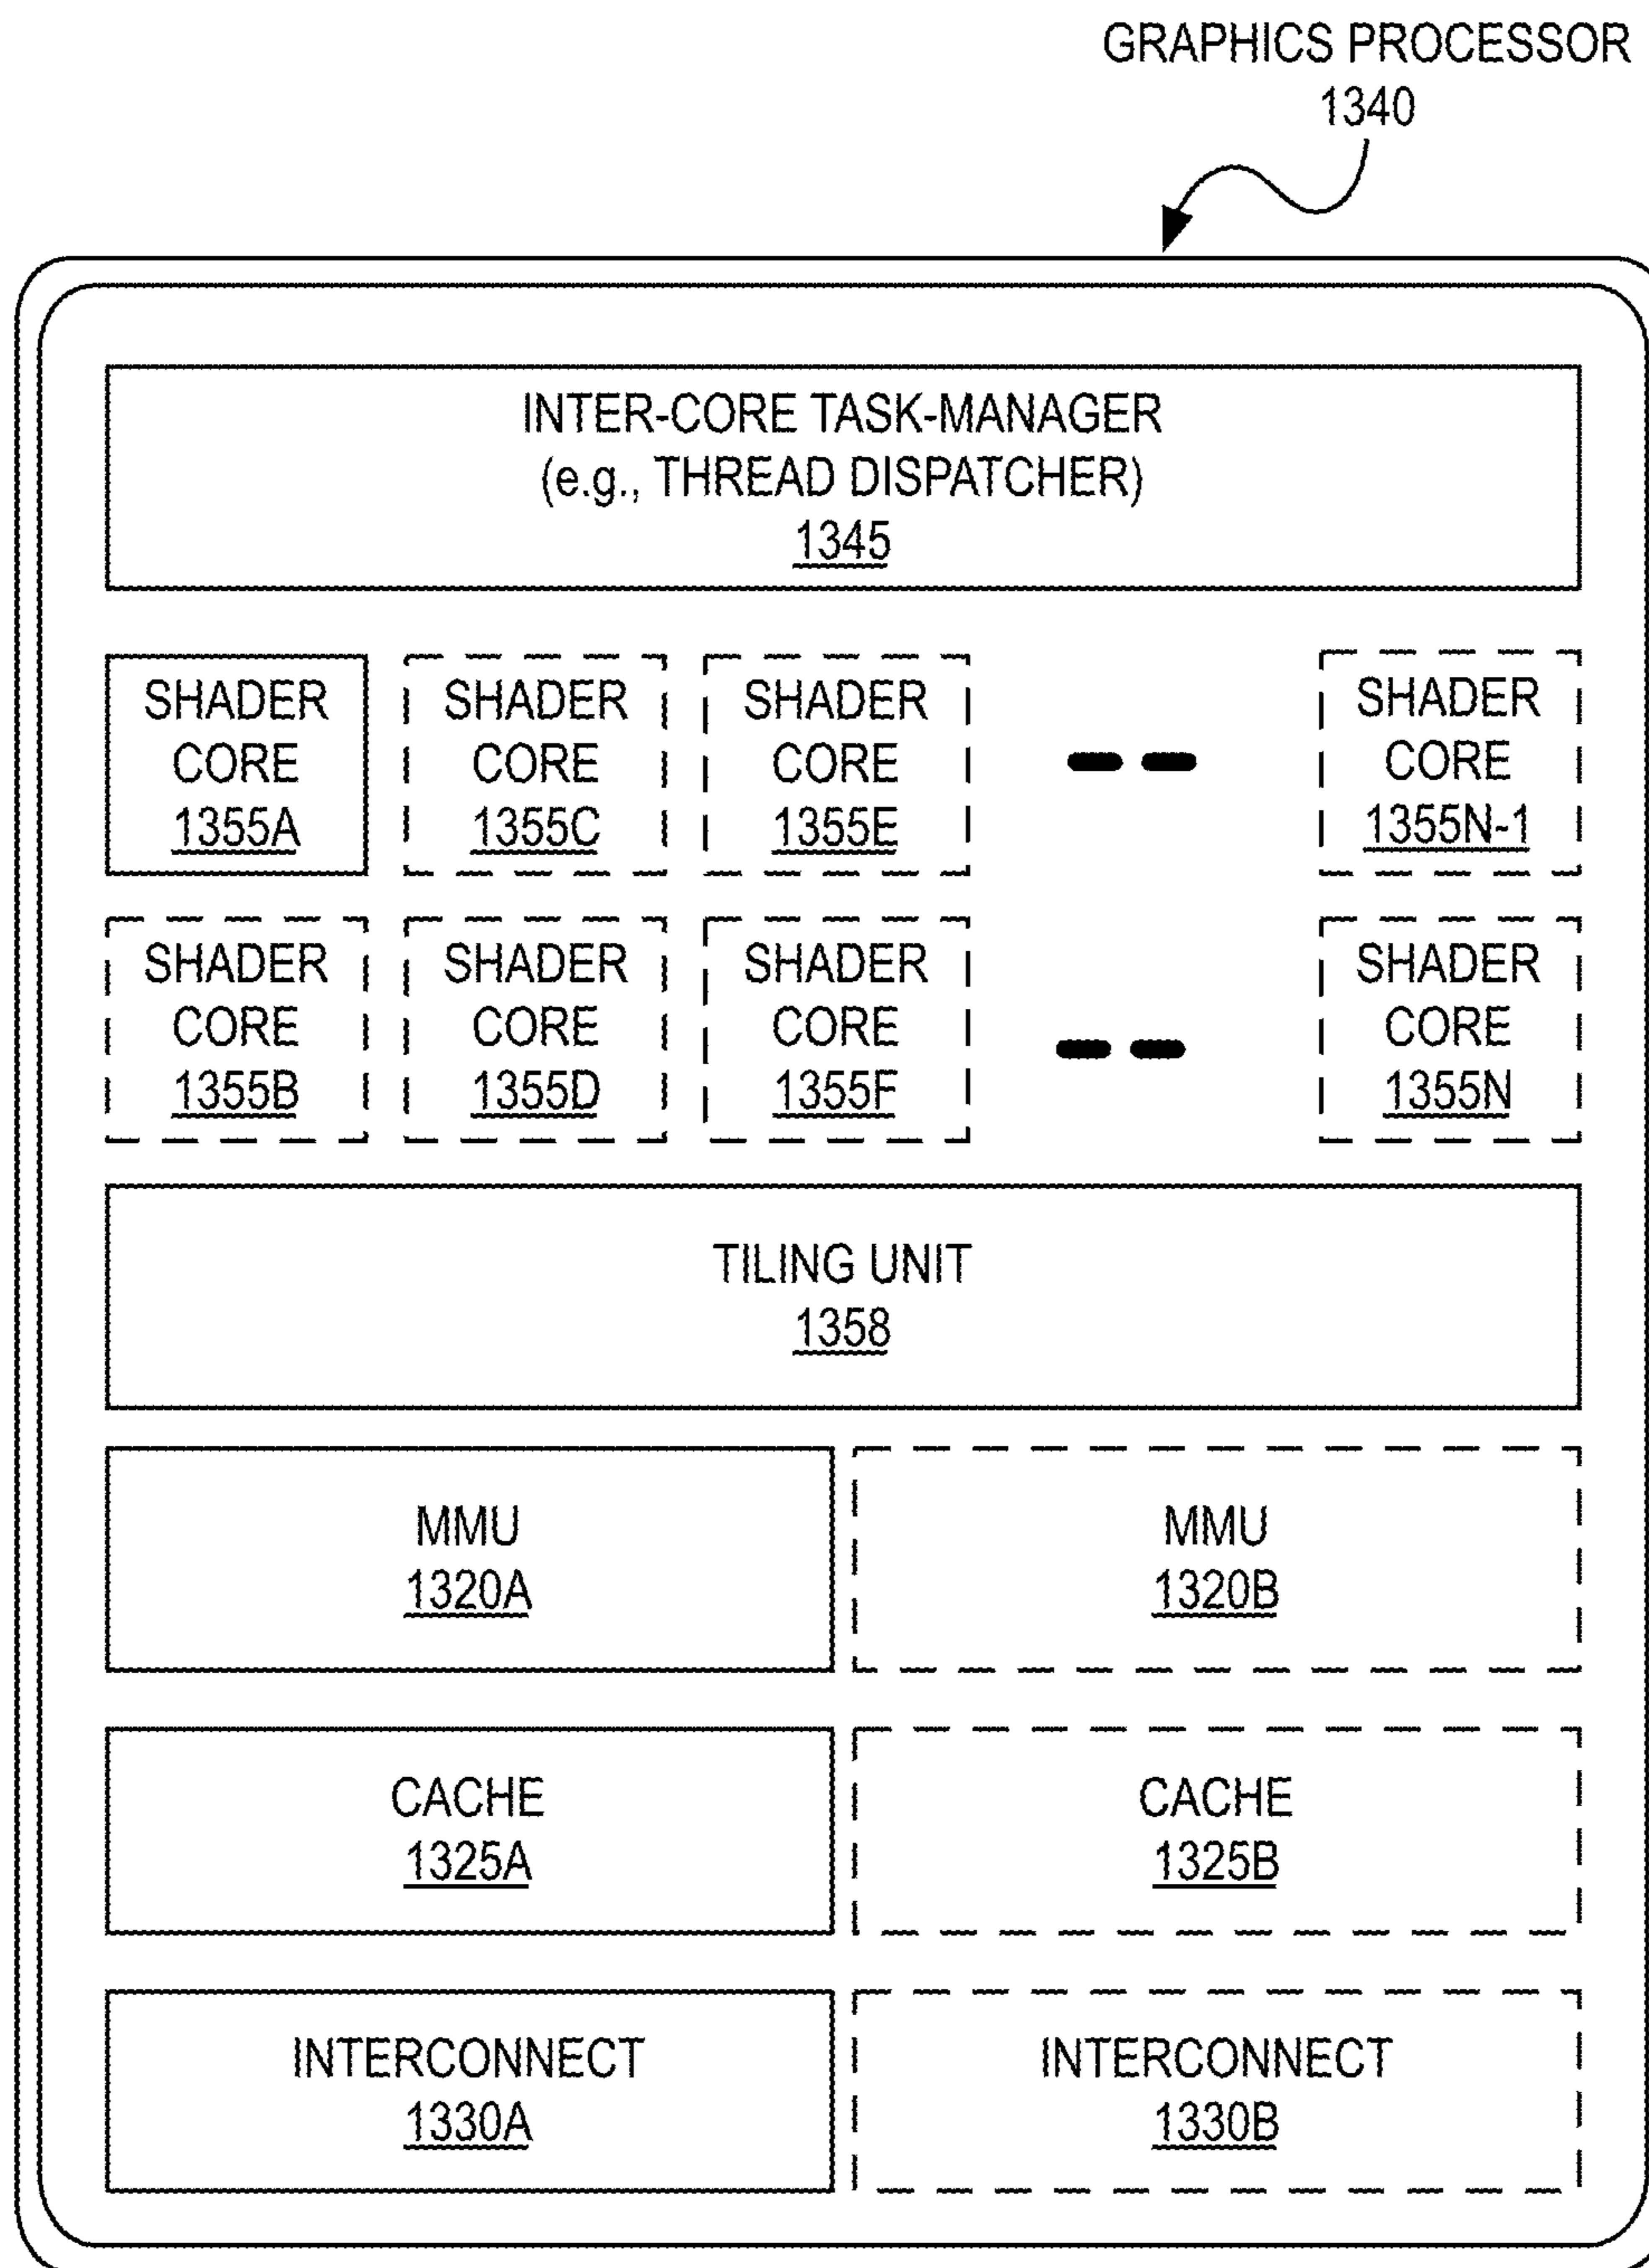 GRAPHICS PROCESSOR
1340
INTER-CORE TASK-MANAGER
(e.g., THREAD DISPATCHER)
1345
SHADER
CORE
1355A
SHADER
CORE
1355C
SHADER
CORE
1355E
SHADER
CORE
1355N-1
SHADER
CORE
1355B
SHADER
CORE
1355D
SHADER
CORE
1355F
SHADER
CORE
1355N
TILING UNIT
1358
MMU
1320A
MMU
1320B
CACHE
1325A
CACHE
1325B
INTERCONNECT
1330A
INTERCONNECT
1330B